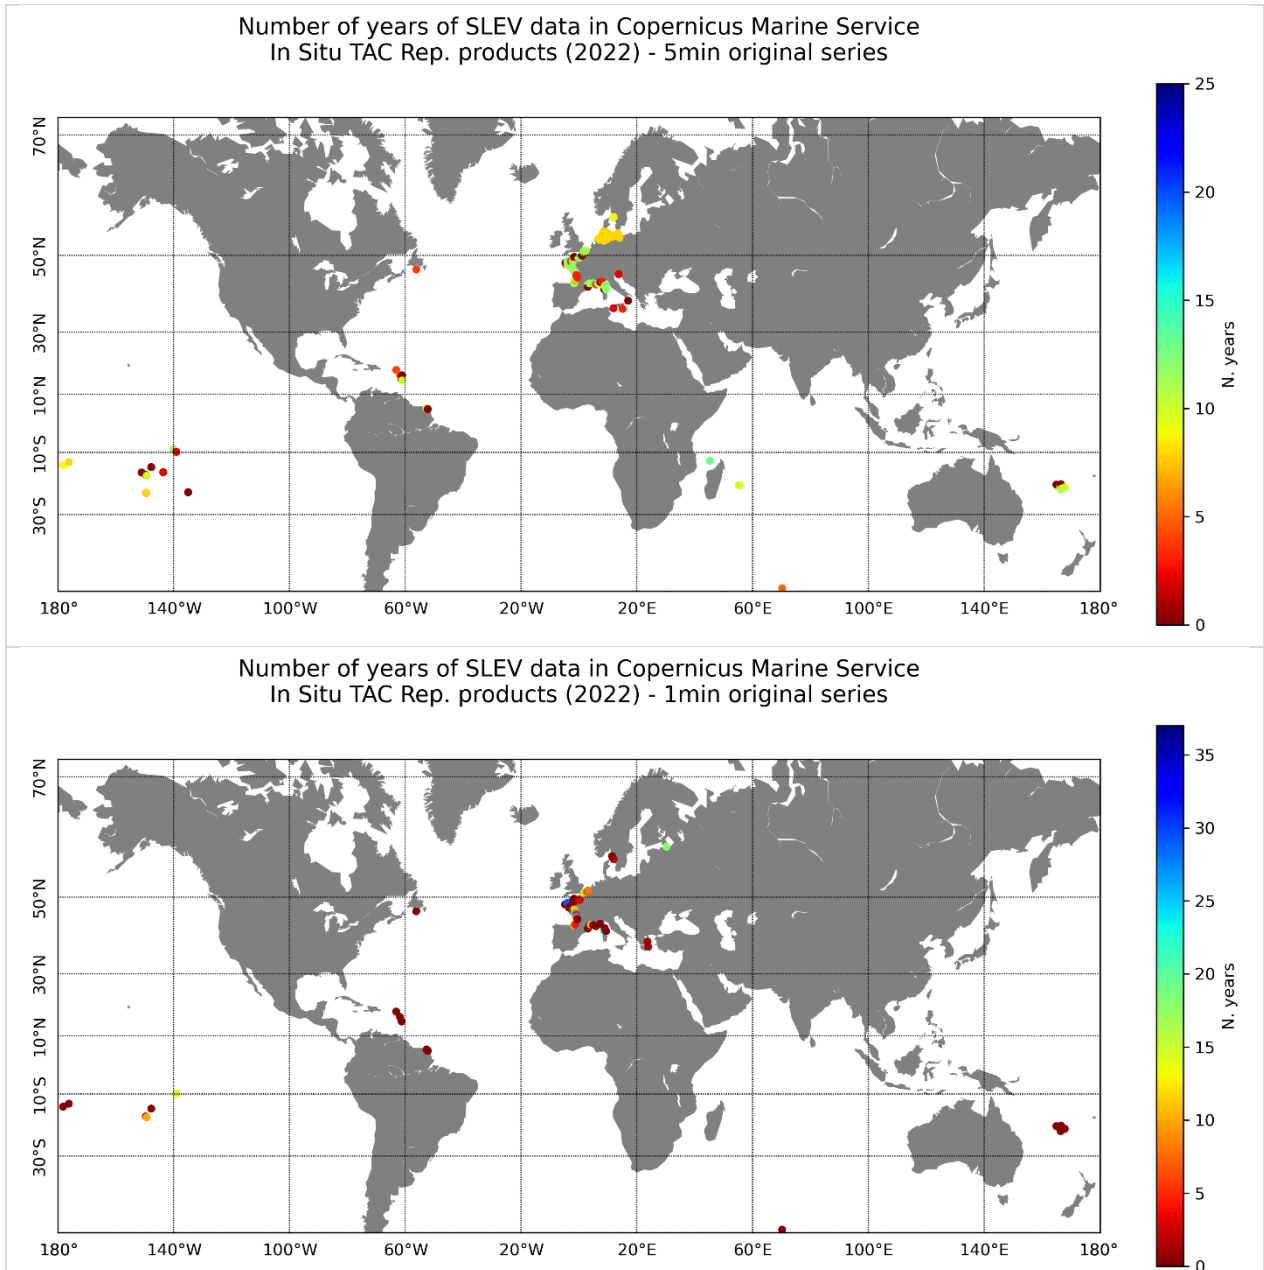 Number of years of SLEV data in Copernicus Marine Service
In Situ TAC Rep. products (2022) - 5min original series
70°N
50°N
30°N
10°N
10°S
30°S
180°
140°W
100°W
60°W
20°W
20°E
60°E
100°E
140°E
180°
25
20
15
10
5
0
N. years
Number of years of SLEV data in Copernicus Marine Service
In Situ TAC Rep. products (2022) - 1min original series
70°N
50°N
30°N
10°N
10°S
30°S
180°
140°W
100°W
60°W
20°W
20°E
60°E
100°E
140°E
180°
35
30
25
20
15
10
5
0
N. years